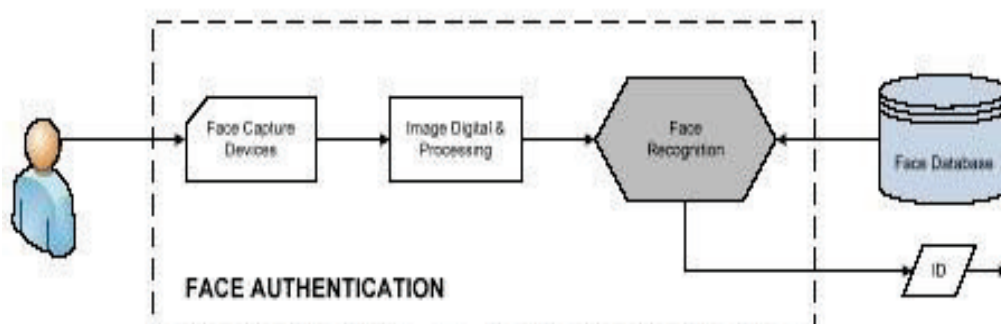 Face Capture
Devices
Image Digital &
Processing
Face
Recognition
Face Database
ID
FACE AUTHENTICATION